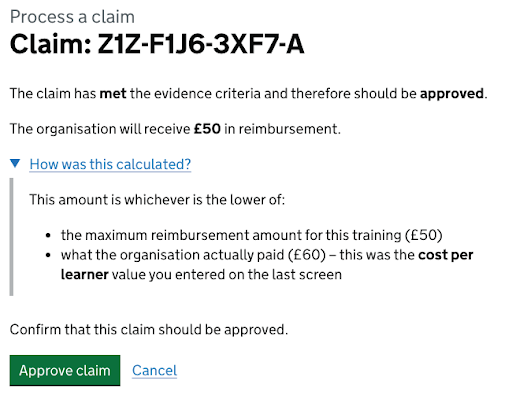 Process a claim
Claim: Z1Z-F1J6-3XF7-A
The claim has met the evidence criteria and therefore should be approved.
The organisation will receive £50 in reimbursement.
How was this calculated?
This amount is whichever is the lower of:
the maximum reimbursement amount for this training (£50)
what the organisation actually paid (£60) – this was the cost per
learner value you entered on the last screen
Confirm that this claim should be approved.
Approve claim Cancel